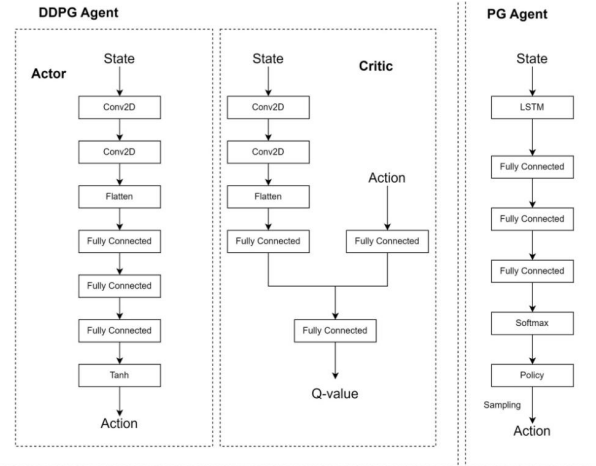 DDPG Agent
Actor
State
Conv2D
Conv2D
Flatten
Fully Connected
Fully Connected
Fully Connected
Tanh
Action
Critic
State
Conv2D
Conv2D
Flatten
Fully Connected
Action
Fully Connected
Fully Connected
Q-value
PG Agent
State
LSTM
Fully Connected
Fully Connected
Fully Connected
Softmax
Policy
Sampling
Action